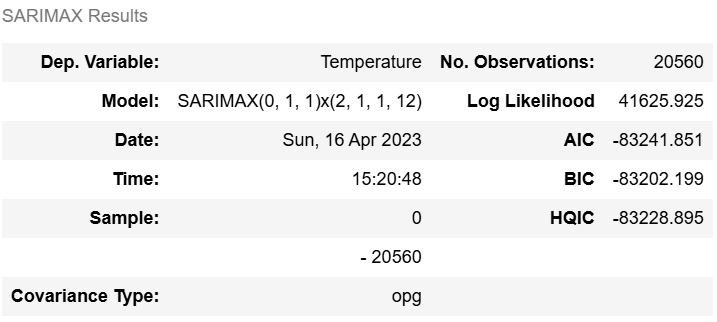 SARIMAX Results
Dep. Variable: Temperature No. Observations: 20560
Model: SARIMAX(0, 1, 1)x(2, 1, 1, 12) Log Likelihood 41625.925
Date: Sun, 16 Apr 2023 AIC -83241.851
Time: 15:20:48 BIC -83202.199
Sample: 0 HQIC -83228.895
- 20560
Covariance Type: opg